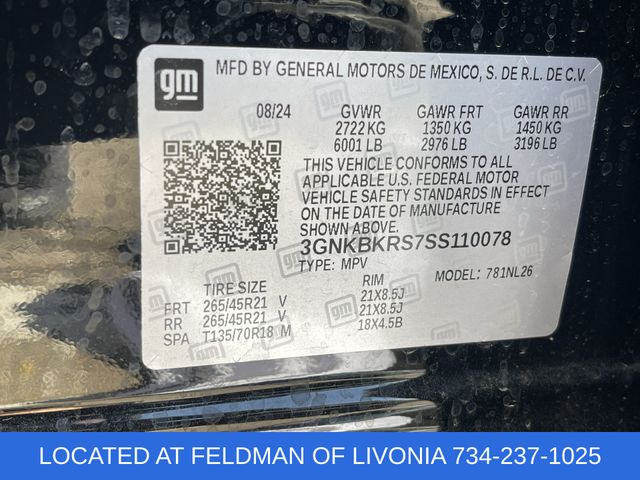 gm
MFD BY GENERAL MOTORS DE MEXICO, S. DE R.L. DE C.V.
08/24 GVWR GAWR FRT GAWR RR
2722 KG 1350 KG 1450 KG
6001 LB 2976 LB 3196 LB
THIS VEHICLE CONFORMS TO ALL
APPLICABLE U.S. FEDERAL MOTOR
VEHICLE SAFETY STANDARDS IN EFFECT
ON THE DATE OF MANUFACTURE
SHOWN ABOVE.
3GNKBKRS7SS110078
TYPE: MPV MODEL: 781NL26
TIRE SIZE RIM
FRT 265/45R21 V 21X8.5J
RR 265/45R21 V 21X8.5J
SPA T135/70R18 M 18X4.5B
LOCATED AT FELDMAN OF LIVONIA 734-237-1025